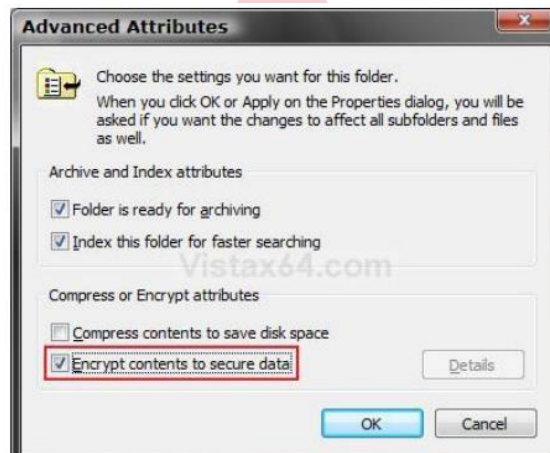 Advanced Attributes
Choose the settings you want for this folder.
When you click OK or Apply on the Properties dialog, you will be
asked if you want the changes to affect all subfolders and files
as well.
Archive and Index attributes
Folder is ready for archiving
Index this folder for faster searching
Vistax64.com
Compress or Encrypt attributes
Compress contents to save disk space
Encrypt contents to secure data
Details
OK
Cancel